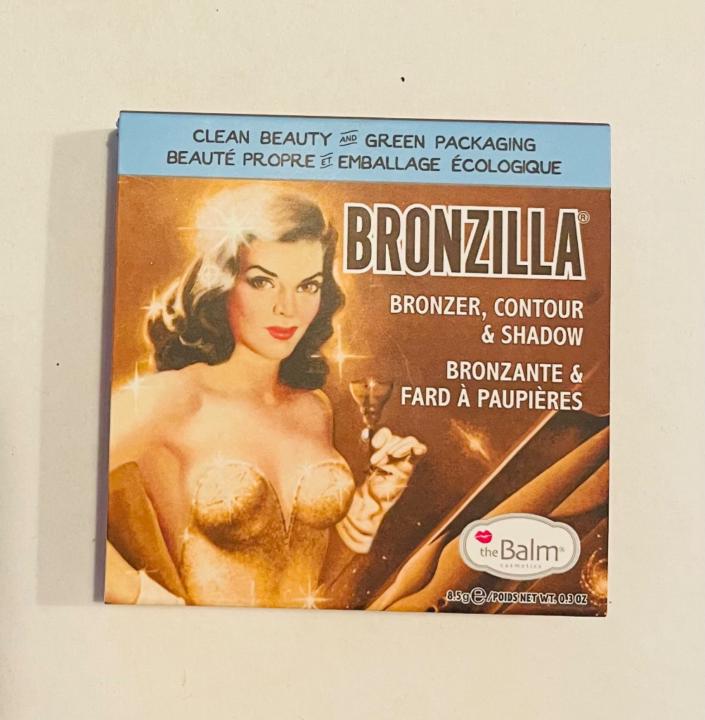 CLEAN BEAUTY AND GREEN PACKAGING
BEAUTÉ PROPRE ET EMBALLAGE ÉCOLOGIQUE
BRONZILLA®
BRONZER, CONTOUR
& SHADOW
BRONZANTE &
FARD À PAUPIÈRES
theBalm®
cosmetics
8.5g ℮/POIDS NET WT. 0.3 OZ